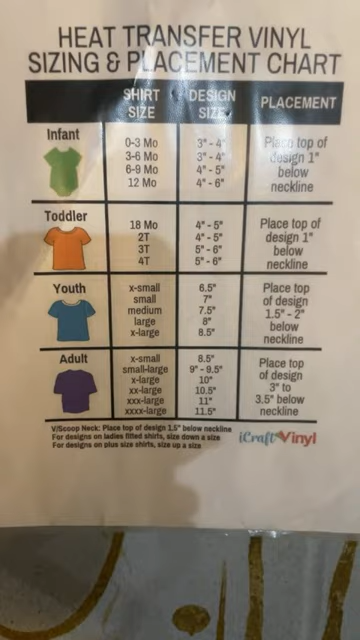 HEAT TRANSFER VINYL
SIZING & PLACEMENT CHART
SHIRT SIZE DESIGN SIZE PLACEMENT
Infant
0-3 Mo 3" - 4"
3-6 Mo 3" - 4"
6-9 Mo 4" - 5"
12 Mo 4" - 6"
Place top of
design 1"
below
neckline
Toddler
18 Mo 4" - 5"
2T 4" - 5"
3T 5" - 6"
4T 5" - 6"
Place top of
design 1"
below
neckline
Youth
x-small 6.5"
small 7"
medium 7.5"
large 8"
x-large 8.5"
Place top
of design
1.5" - 2"
below
neckline
Adult
x-small 8.5"
small-large 9" - 9.5"
x-large 10"
xx-large 10.5"
xxx-large 11"
xxxx-large 11.5"
Place top
of design
3" to
3.5" below
neckline
V/Scoop Neck: Place top of design 1.5" below neckline
For designs on ladies fitted shirts, size down a size
For designs on plus size shirts, size up a size
iCraftVinyl